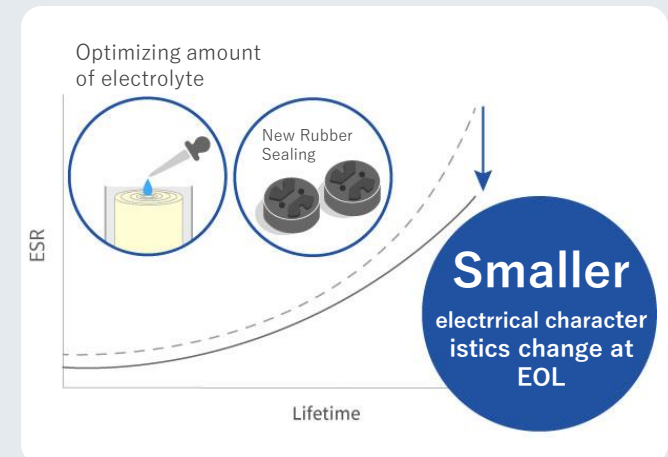 Optimizing amount
of electrolyte
New Rubber
Sealing
ESR
Smaller
electrrical character
istics change at
EOL
Lifetime